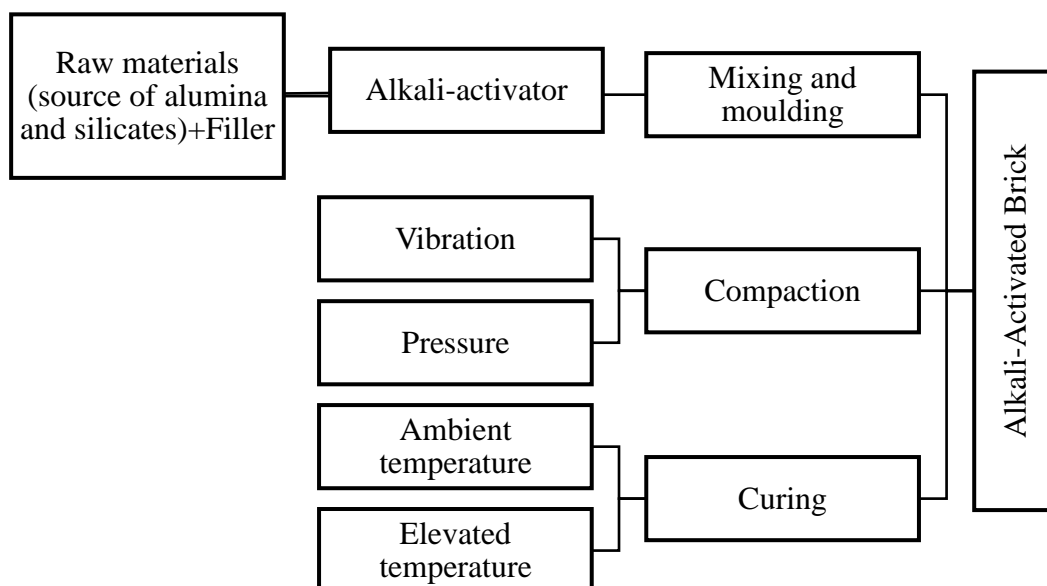 Raw materials
(source of alumina
and silicates)+Filler
Alkali-activator
Mixing and
moulding
Vibration
Pressure
Compaction
Ambient
temperature
Elevated
temperature
Curing
Alkali-Activated Brick